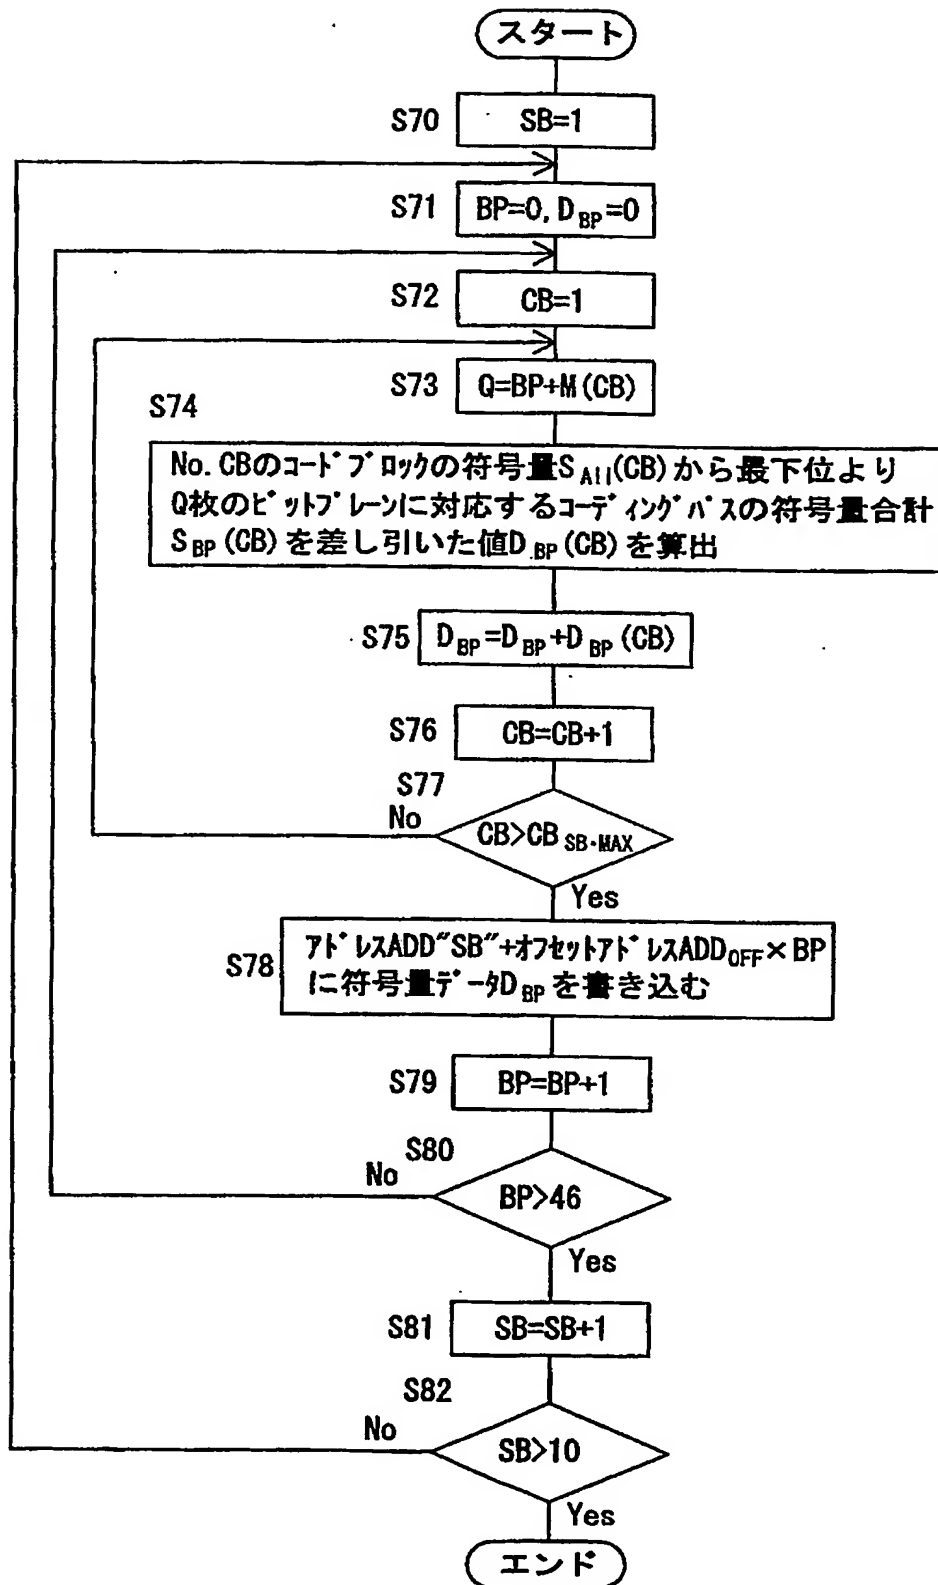 スタート
S70 SB=1
S71 BP=0, D_BP=0
S72 CB=1
S73 Q=BP+M(CB)
S74
No. CBのコードブロックの符号量S_All(CB)から最下位より
Q枚のビットプレーンに対応するコーディングパスの符号量合計
S_BP(CB)を差し引いた値D_BP(CB)を算出
S75 D_BP=D_BP+D_BP(CB)
S76 CB=CB+1
S77
No CB>CB_SB・MAX
Yes
S78 アドレスADD"SB"+オフセットアドレスADD_OFF×BP
に符号量データD_BPを書き込む
S79 BP=BP+1
S80
No BP>46
Yes
S81 SB=SB+1
S82
No SB>10
Yes
エンド